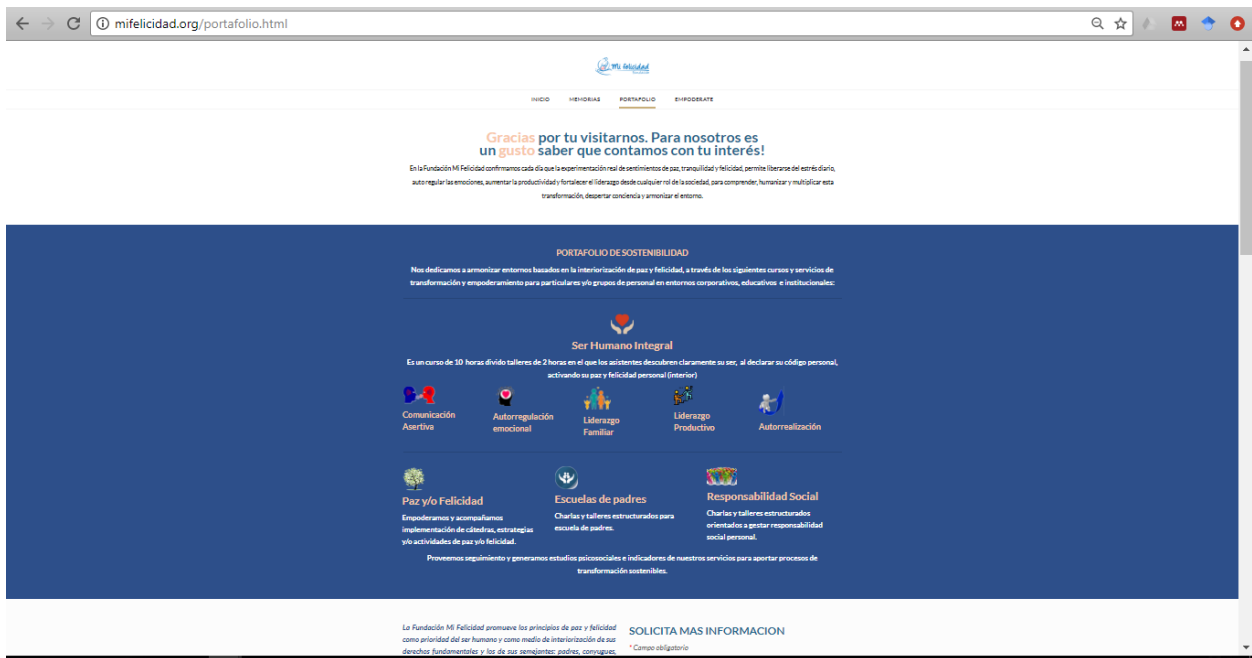 mifelicidad.org/portafolio.html
Mi felicidad
INICIO MEMORIAS PORTAFOLIO EMPODERATE
Gracias por tu visitarnos. Para nosotros es
un gusto saber que contamos con tu interés!
En la Fundación Mi Felicidad confirmamos cada día que la experimentación real de sentimientos de paz, tranquilidad y felicidad, permite liberarse del estrés diario,
auto regular las emociones, aumentar la productividad y fortalecer el liderazgo desde cualquier rol de la sociedad, para comprender, humanizar y multiplicar esta
transformación, despertar conciencia y armonizar el entorno.
PORTAFOLIO DE SOSTENIBILIDAD
Nos dedicamos a armonizar entornos basados en la interiorización de paz y felicidad, a través de los siguientes cursos y servicios de
transformación y empoderamiento para particulares y/o grupos de personal en entornos corporativos, educativos e institucionales:
Ser Humano Integral
Es un curso de 10 horas divido talleres de 2 horas en el que los asistentes descubren claramente su ser, al declarar su código personal,
activando su paz y felicidad personal (interior)
Comunicación
Asertiva
Autorregulación
emocional
Liderazgo
Familiar
Liderazgo
Productivo
Autorrealización
Paz y/o Felicidad
Empoderamos y acompañamos
implementación de cátedras, estrategias
y/o actividades de paz y/o felicidad.
Escuelas de padres
Charlas y talleres estructurados para
escuela de padres.
Responsabilidad Social
Charlas y talleres estructurados
orientados a gestar responsabilidad
social personal.
Proveemos seguimiento y generamos estudios psicosociales e indicadores de nuestros servicios para aportar procesos de
transformación sostenibles.
La Fundación Mi Felicidad promueve los principios de paz y felicidad
como prioridad del ser humano y como medio de interiorización de sus
derechos fundamentales y los de sus semejantes: padres, conyugues,
SOLICITA MAS INFORMACION
* Campo obligatorio